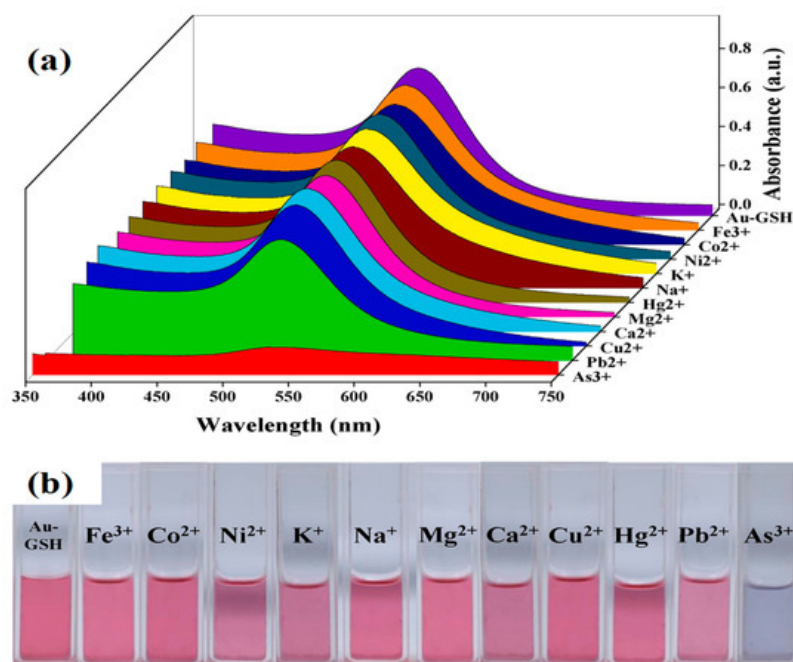 (a)
0.8
0.6
0.4
0.2
0.0
Absorbance (a.u.)
Au-GSH
Fe3+
Co2+
Ni2+
K+
Na+
Hg2+
Mg2+
Ca2+
Cu2+
Pb2+
As3+
350 400 450 500 550 600 650 700 750
Wavelength (nm)
(b)
Au-
GSH Fe³⁺ Co²⁺ Ni²⁺ K⁺ Na⁺ Mg²⁺ Ca²⁺ Cu²⁺ Hg²⁺ Pb²⁺ As³⁺